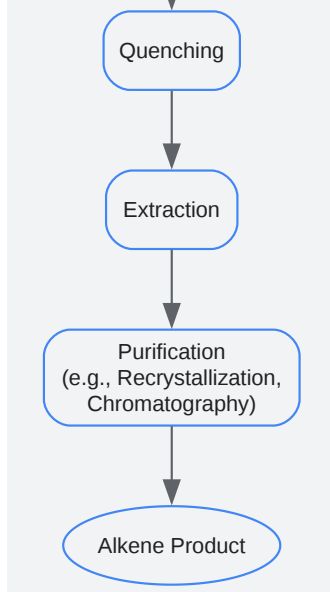 Quenching
Extraction
Purification
(e.g., Recrystallization,
Chromatography)
Alkene Product